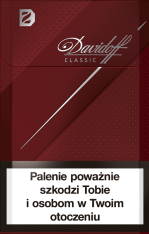 Davidoff
CLASSIC
Palenie poważnie
szkodzi Tobie
i osobom w Twoim
otoczeniu